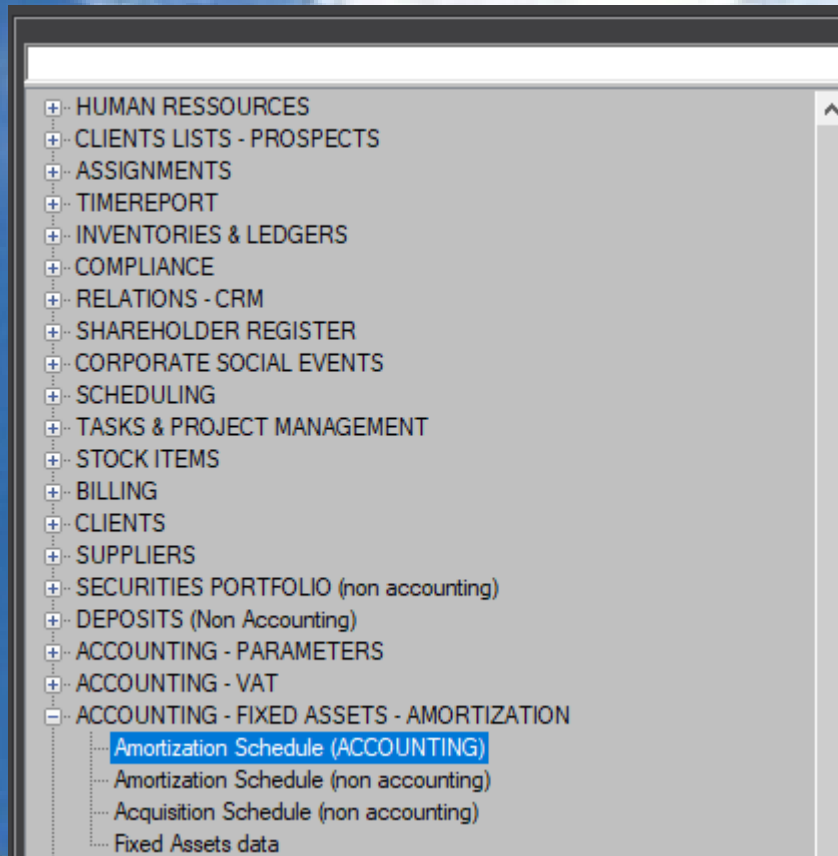 HUMAN RESSOURCES
CLIENTS LISTS - PROSPECTS
ASSIGNMENTS
TIMEREPORT
INVENTORIES & LEDGERS
COMPLIANCE
RELATIONS - CRM
SHAREHOLDER REGISTER
CORPORATE SOCIAL EVENTS
SCHEDULING
TASKS & PROJECT MANAGEMENT
STOCK ITEMS
BILLING
CLIENTS
SUPPLIERS
SECURITIES PORTFOLIO (non accounting)
DEPOSITS (Non Accounting)
ACCOUNTING - PARAMETERS
ACCOUNTING - VAT
ACCOUNTING - FIXED ASSETS - AMORTIZATION
Amortization Schedule (ACCOUNTING)
Amortization Schedule (non accounting)
Acquisition Schedule (non accounting)
Fixed Assets data